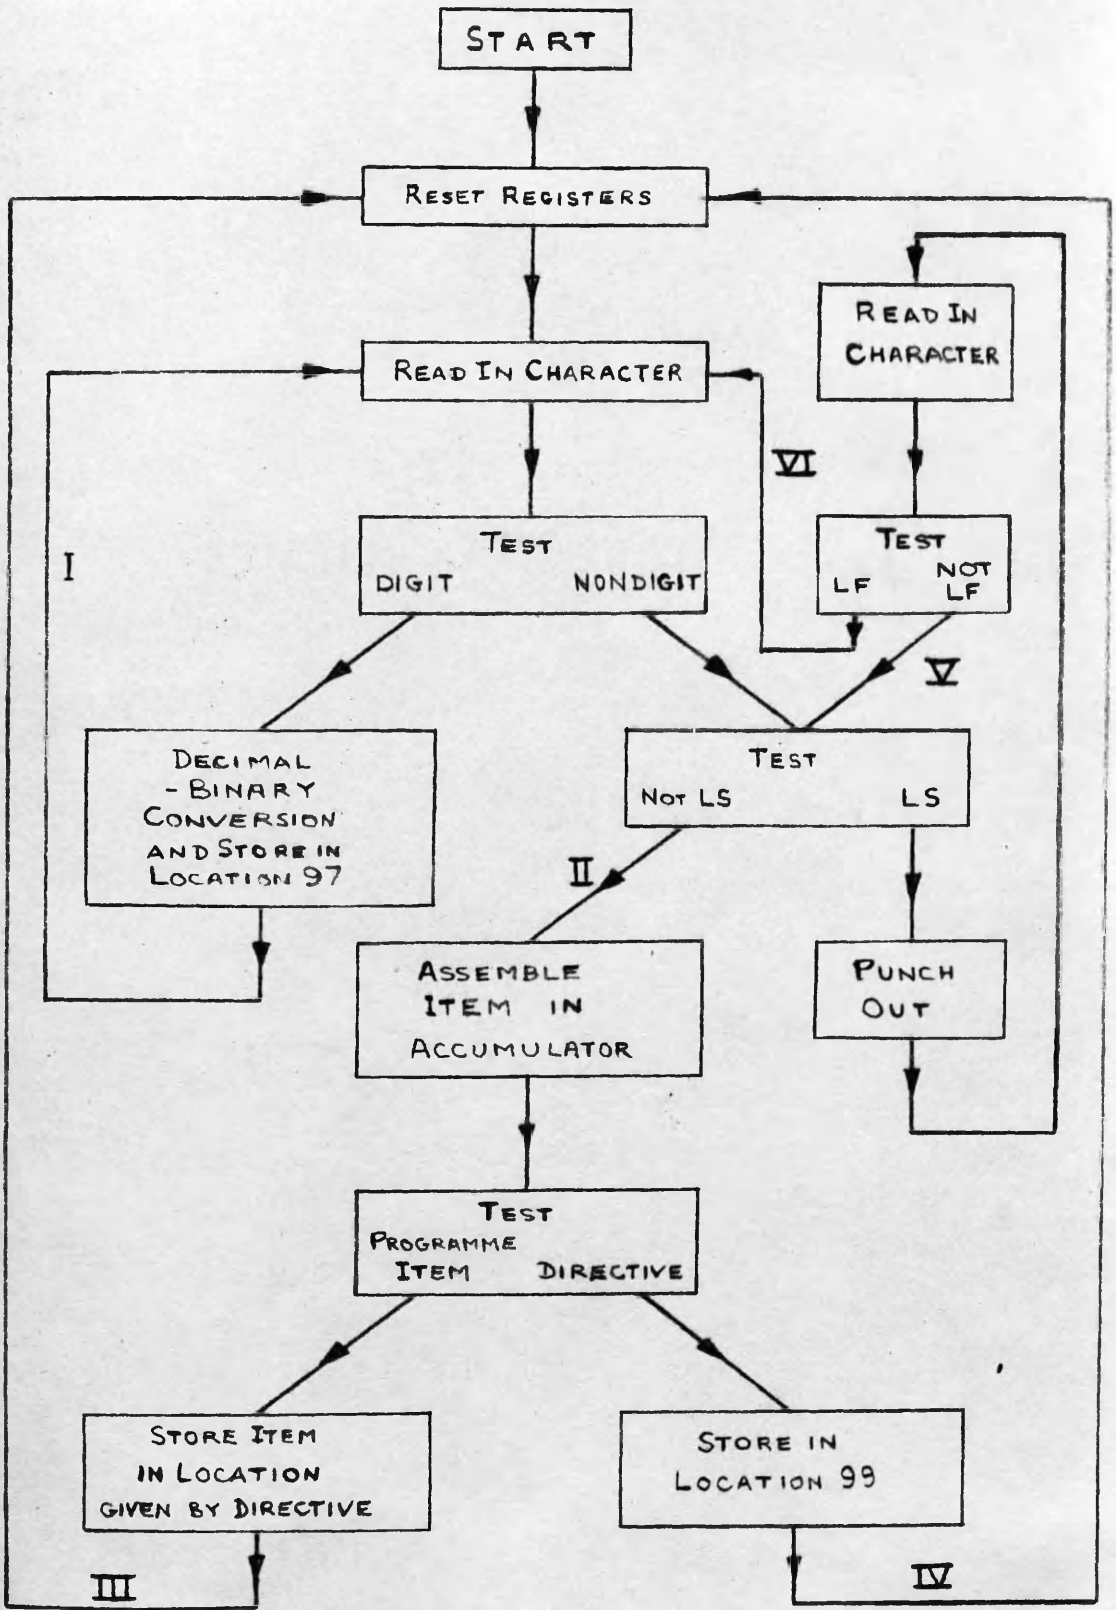 START
RESET REGISTERS
READ IN
CHARACTER
READ IN CHARACTER
VI
I
TEST
DIGIT NONDIGIT
TEST
LF NOT
LF
V
DECIMAL
- BINARY
CONVERSION
AND STORE IN
LOCATION 97
TEST
NOT LS LS
II
ASSEMBLE
ITEM IN
ACCUMULATOR
PUNCH
OUT
TEST
PROGRAMME
ITEM DIRECTIVE
STORE ITEM
IN LOCATION
GIVEN BY DIRECTIVE
STORE IN
LOCATION 99
III
IV